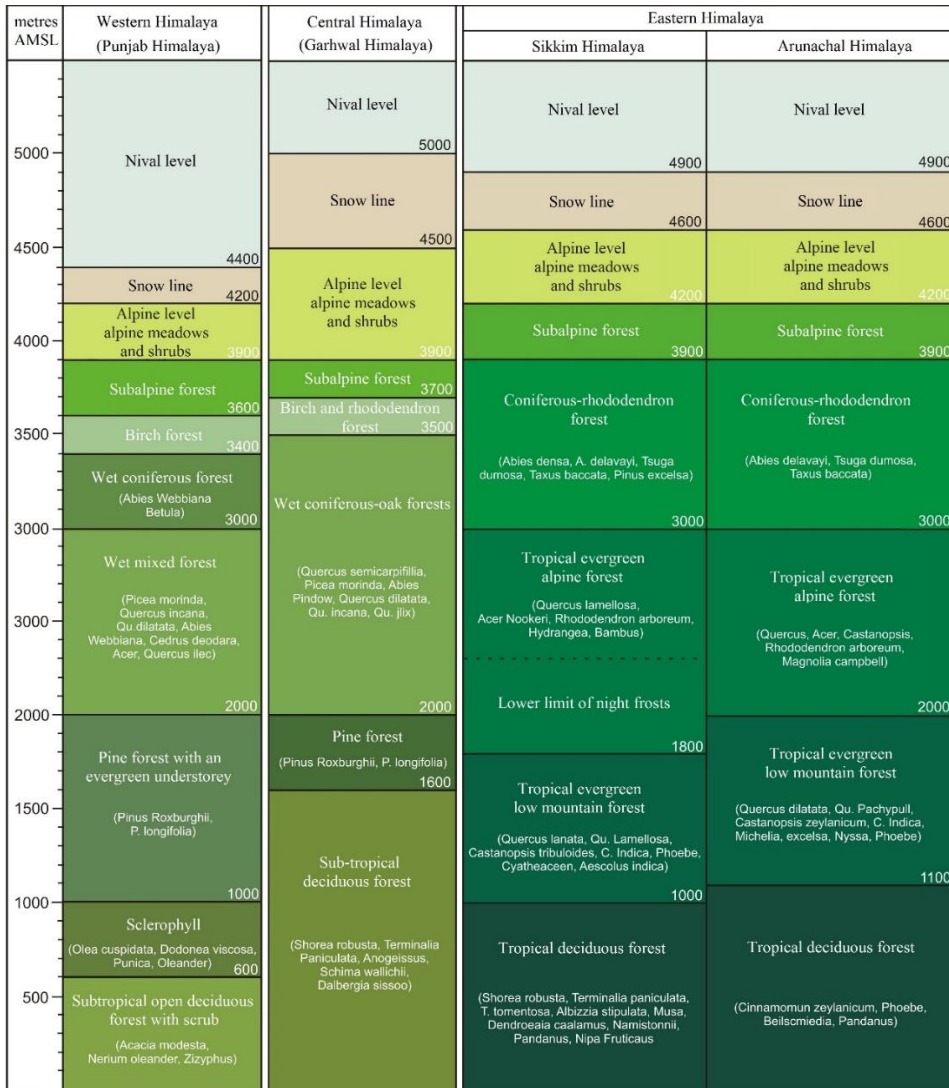 metres
AMSL
Western Himalaya
(Punjab Himalaya)
Central Himalaya
(Garhwal Himalaya)
Eastern Himalaya
Sikkim Himalaya
Arunachal Himalaya
5000
4500
4000
3500
3000
3000
2000
1500
1000
500
Nival level
4400
Snow line
4200
Alpine level
alpine meadows
and shrubs
3900
Subalpine forest
3600
Birch forest
3400
Wet coniferous forest
(Abies Webbiana
Betula)
3000
Wet mixed forest
(Picea morinda,
Quercus incana,
Qu.dilatata, Abies
Webbiana, Cedrus deodara,
Acer, Quercus ilec)
2000
Pine forest with an
evergreen understorey
(Pinus Roxburghii,
P. longifolia)
1000
Sclerophyll
(Olea cuspidata, Dodonea viscosa,
Punica, Oleander)
600
Subtropical open deciduous
forest with scrub
(Acacia modesta,
Nerium oleander, Zizyphus)
Nival level
5000
Snow line
4500
Alpine level
alpine meadows
and shrubs
3900
Subalpine forest
3700
Birch and rhododendron
forest
3500
Wet coniferous-oak forests
(Quercus semicarpifillia,
Picea morinda, Abies
Pindow, Quercus dilatata,
Qu. incana, Qu. jlix)
2000
Pine forest
(Pinus Roxburghii, P. longifolia)
1600
Sub-tropical
deciduous forest
(Shorea robusta, Terminalia
Paniculata, Anogeissus,
Schima wallichii,
Dalbergia sissoo)
Nival level
4900
Snow line
4600
Alpine level
alpine meadows
and shrubs
4200
Subalpine forest
3900
Coniferous-rhododendron
forest
(Abies densa, A. delavayi, Tsuga
dumosa, Taxus baccata, Pinus excelsa)
3000
Tropical evergreen
alpine forest
(Quercus lamellosa,
Acer Nookeri, Rhododendron arboreum,
Hydrangea, Bambus)
Lower limit of night frosts
1800
Tropical evergreen
low mountain forest
(Quercus lanata, Qu. Lamellosa,
Castanopsis tribuloides, C. Indica, Phoebe,
Cyatheaceen, Aescolus indica)
1000
Tropical deciduous forest
(Shorea robusta, Terminalia paniculata,
T. tomentosa, Albizzia stipulata, Musa,
Dendroeaia caalamus, Namistonnii,
Pandanus, Nipa Fruticaus
Nival level
4900
Snow line
4600
Alpine level
alpine meadows
and shrubs
4200
Subalpine forest
3900
Coniferous-rhododendron
forest
(Abies delavayi, Tsuga dumosa,
Taxus baccata)
3000
Tropical evergreen
alpine forest
(Quercus, Acer, Castanopsis,
Rhododendron arboreum,
Magnolia campbell)
2000
Tropical evergreen
low mountain forest
(Quercus dilatata, Qu. Pachypull,
Castanopsis zeylanicum, C. Indica,
Michelia, excelsa, Nyssa, Phoebe)
1100
Tropical deciduous forest
(Cinnamomun zeylanicum, Phoebe,
Beilscmiedia, Pandanus)